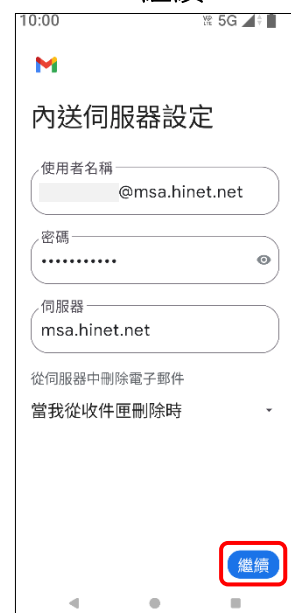 10:00
5G
內送伺服器設定
使用者名稱
@msa.hinet.net
密碼
•••••••••••
伺服器
msa.hinet.net
從伺服器中刪除電子郵件
當我從收件匣刪除時
繼續